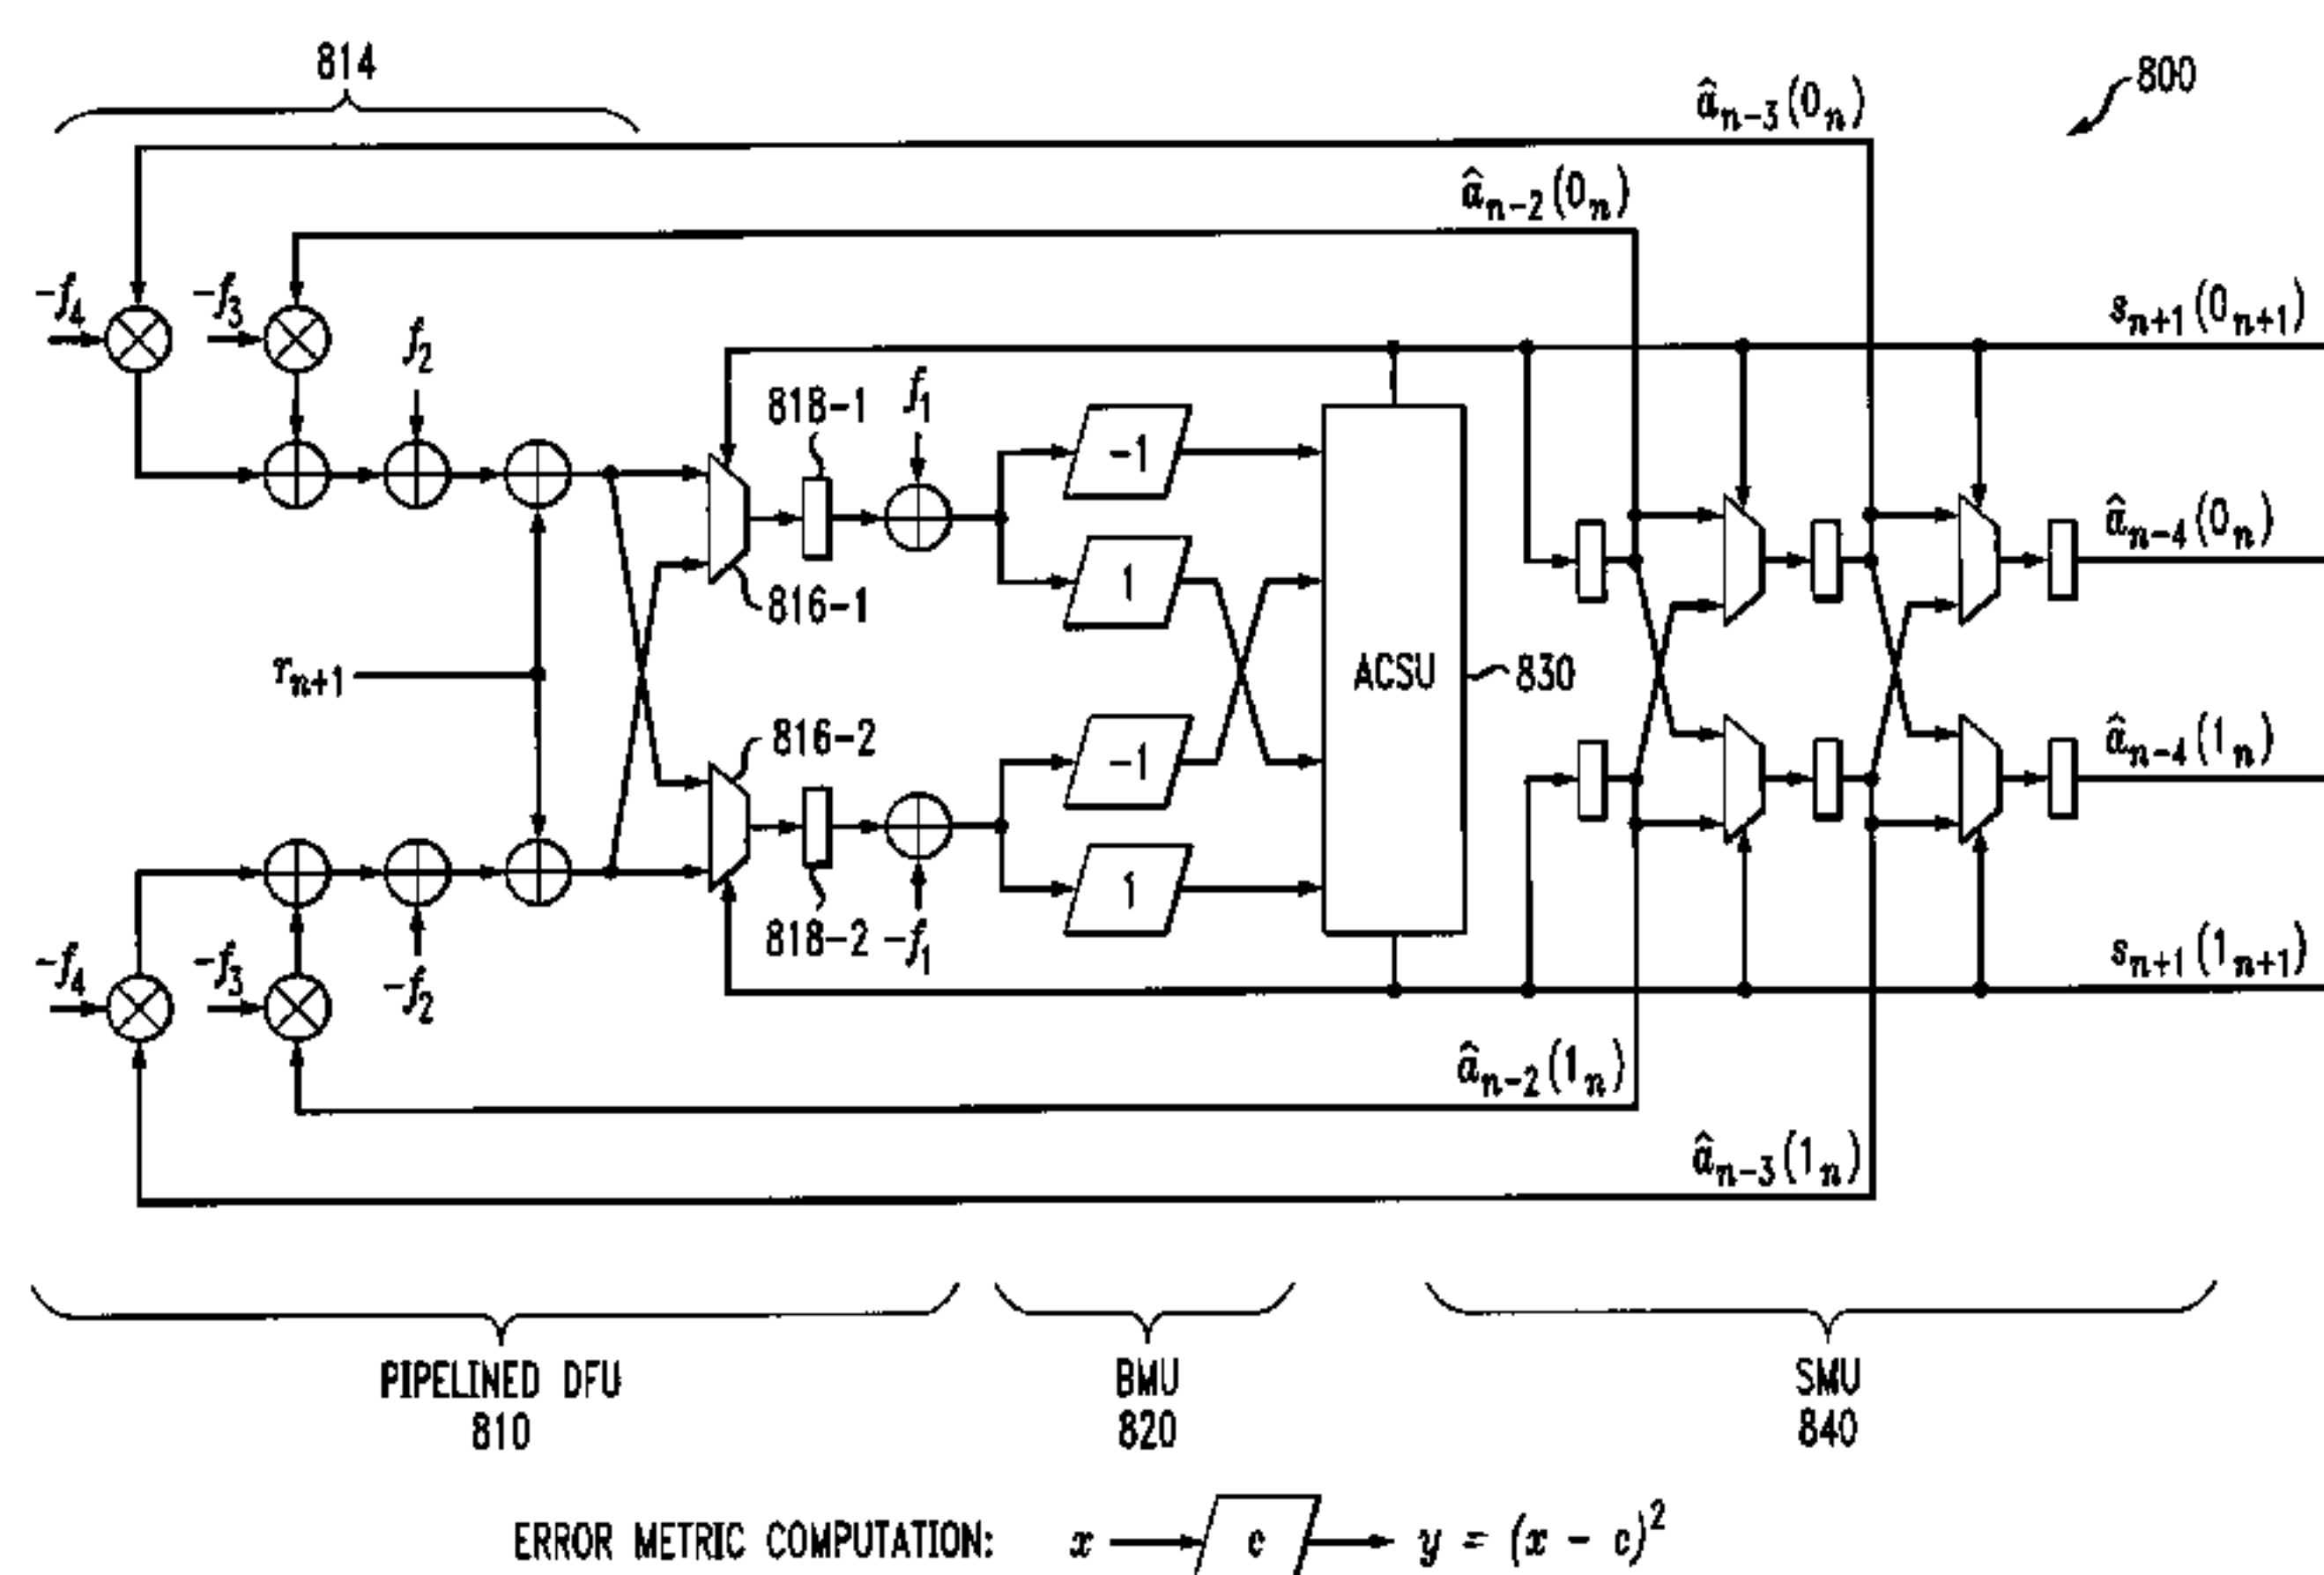 814
800
â_{n-3}(0_n)
â_{n-2}(0_n)
-f_4
-f_3
f_2
s_{n+1}(0_{n+1})
818-1
f_1
-1
â_{n-4}(0_n)
1
816-1
r_{n+1}
ACSU
830
816-2
-1
â_{n-4}(1_n)
1
818-2
-f_1
-f_4
-f_3
-f_2
s_{n+1}(1_{n+1})
â_{n-2}(1_n)
â_{n-3}(1_n)
PIPELINED DFU
810
BMU
820
SMU
840
ERROR METRIC COMPUTATION: x c y = (x - c)^2